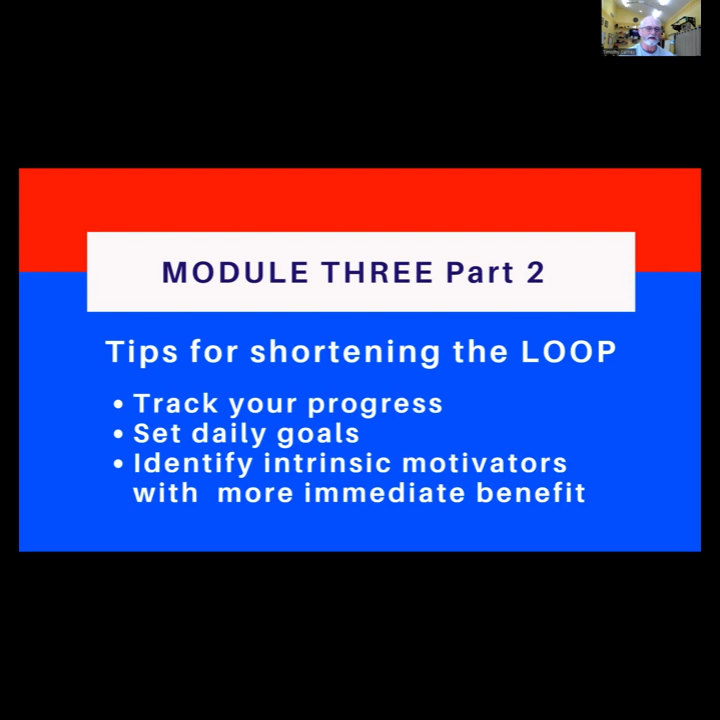 MODULE THREE Part 2
Tips for shortening the LOOP
• Track your progress
• Set daily goals
• Identify intrinsic motivators
with more immediate benefit